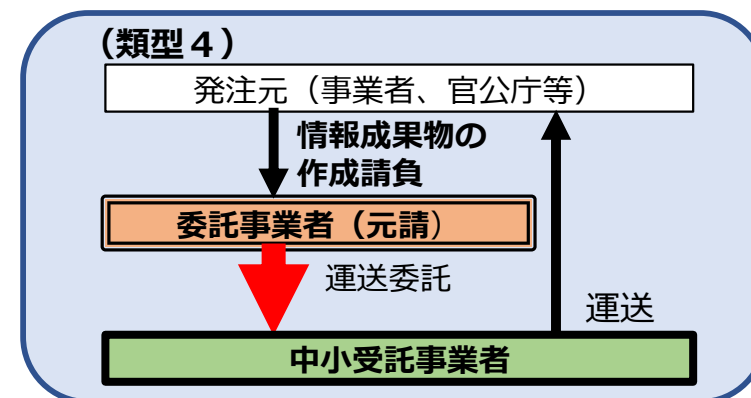 （類型４）
発注元（事業者、官公庁等）
情報成果物の
作成請負
委託事業者（元請）
運送委託
運送
中小受託事業者